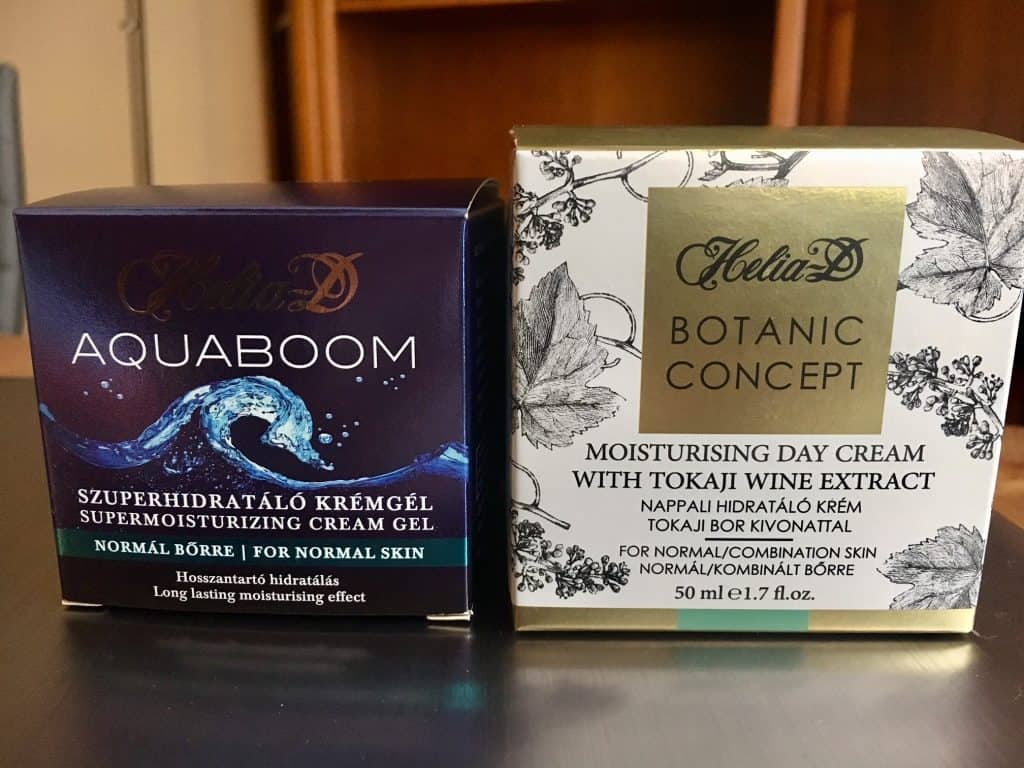 Helia-D
AQUABOOM
SZUPERHIDRATÁLÓ KRÉMGÉL
SUPERMOISTURIZING CREAM GEL
NORMÁL BŐRRE | FOR NORMAL SKIN
Hosszantartó hidratálás
Long lasting moisturising effect
Helia-D
BOTANIC
CONCEPT
MOISTURISING DAY CREAM
WITH TOKAJI WINE EXTRACT
NAPPALI HIDRATÁLÓ KRÉM
TOKAJI BOR KIVONATTAL
FOR NORMAL/COMBINATION SKIN
NORMÁL/KOMBINÁLT BŐRRE
50 ml ℮ 1.7 fl.oz.